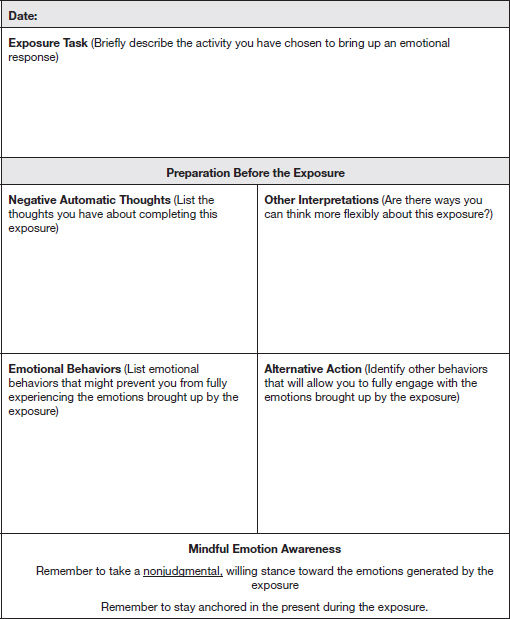 Date:
Exposure Task (Briefly describe the activity you have chosen to bring up an emotional
response)
Preparation Before the Exposure
Negative Automatic Thoughts (List the
thoughts you have about completing this
exposure)
Other Interpretations (Are there ways you
can think more flexibly about this exposure?)
Emotional Behaviors (List emotional
behaviors that might prevent you from fully
experiencing the emotions brought up by the
exposure)
Alternative Action (Identify other behaviors
that will allow you to fully engage with the
emotions brought up by the exposure)
Mindful Emotion Awareness
Remember to take a nonjudgmental, willing stance toward the emotions generated by the
exposure
Remember to stay anchored in the present during the exposure.